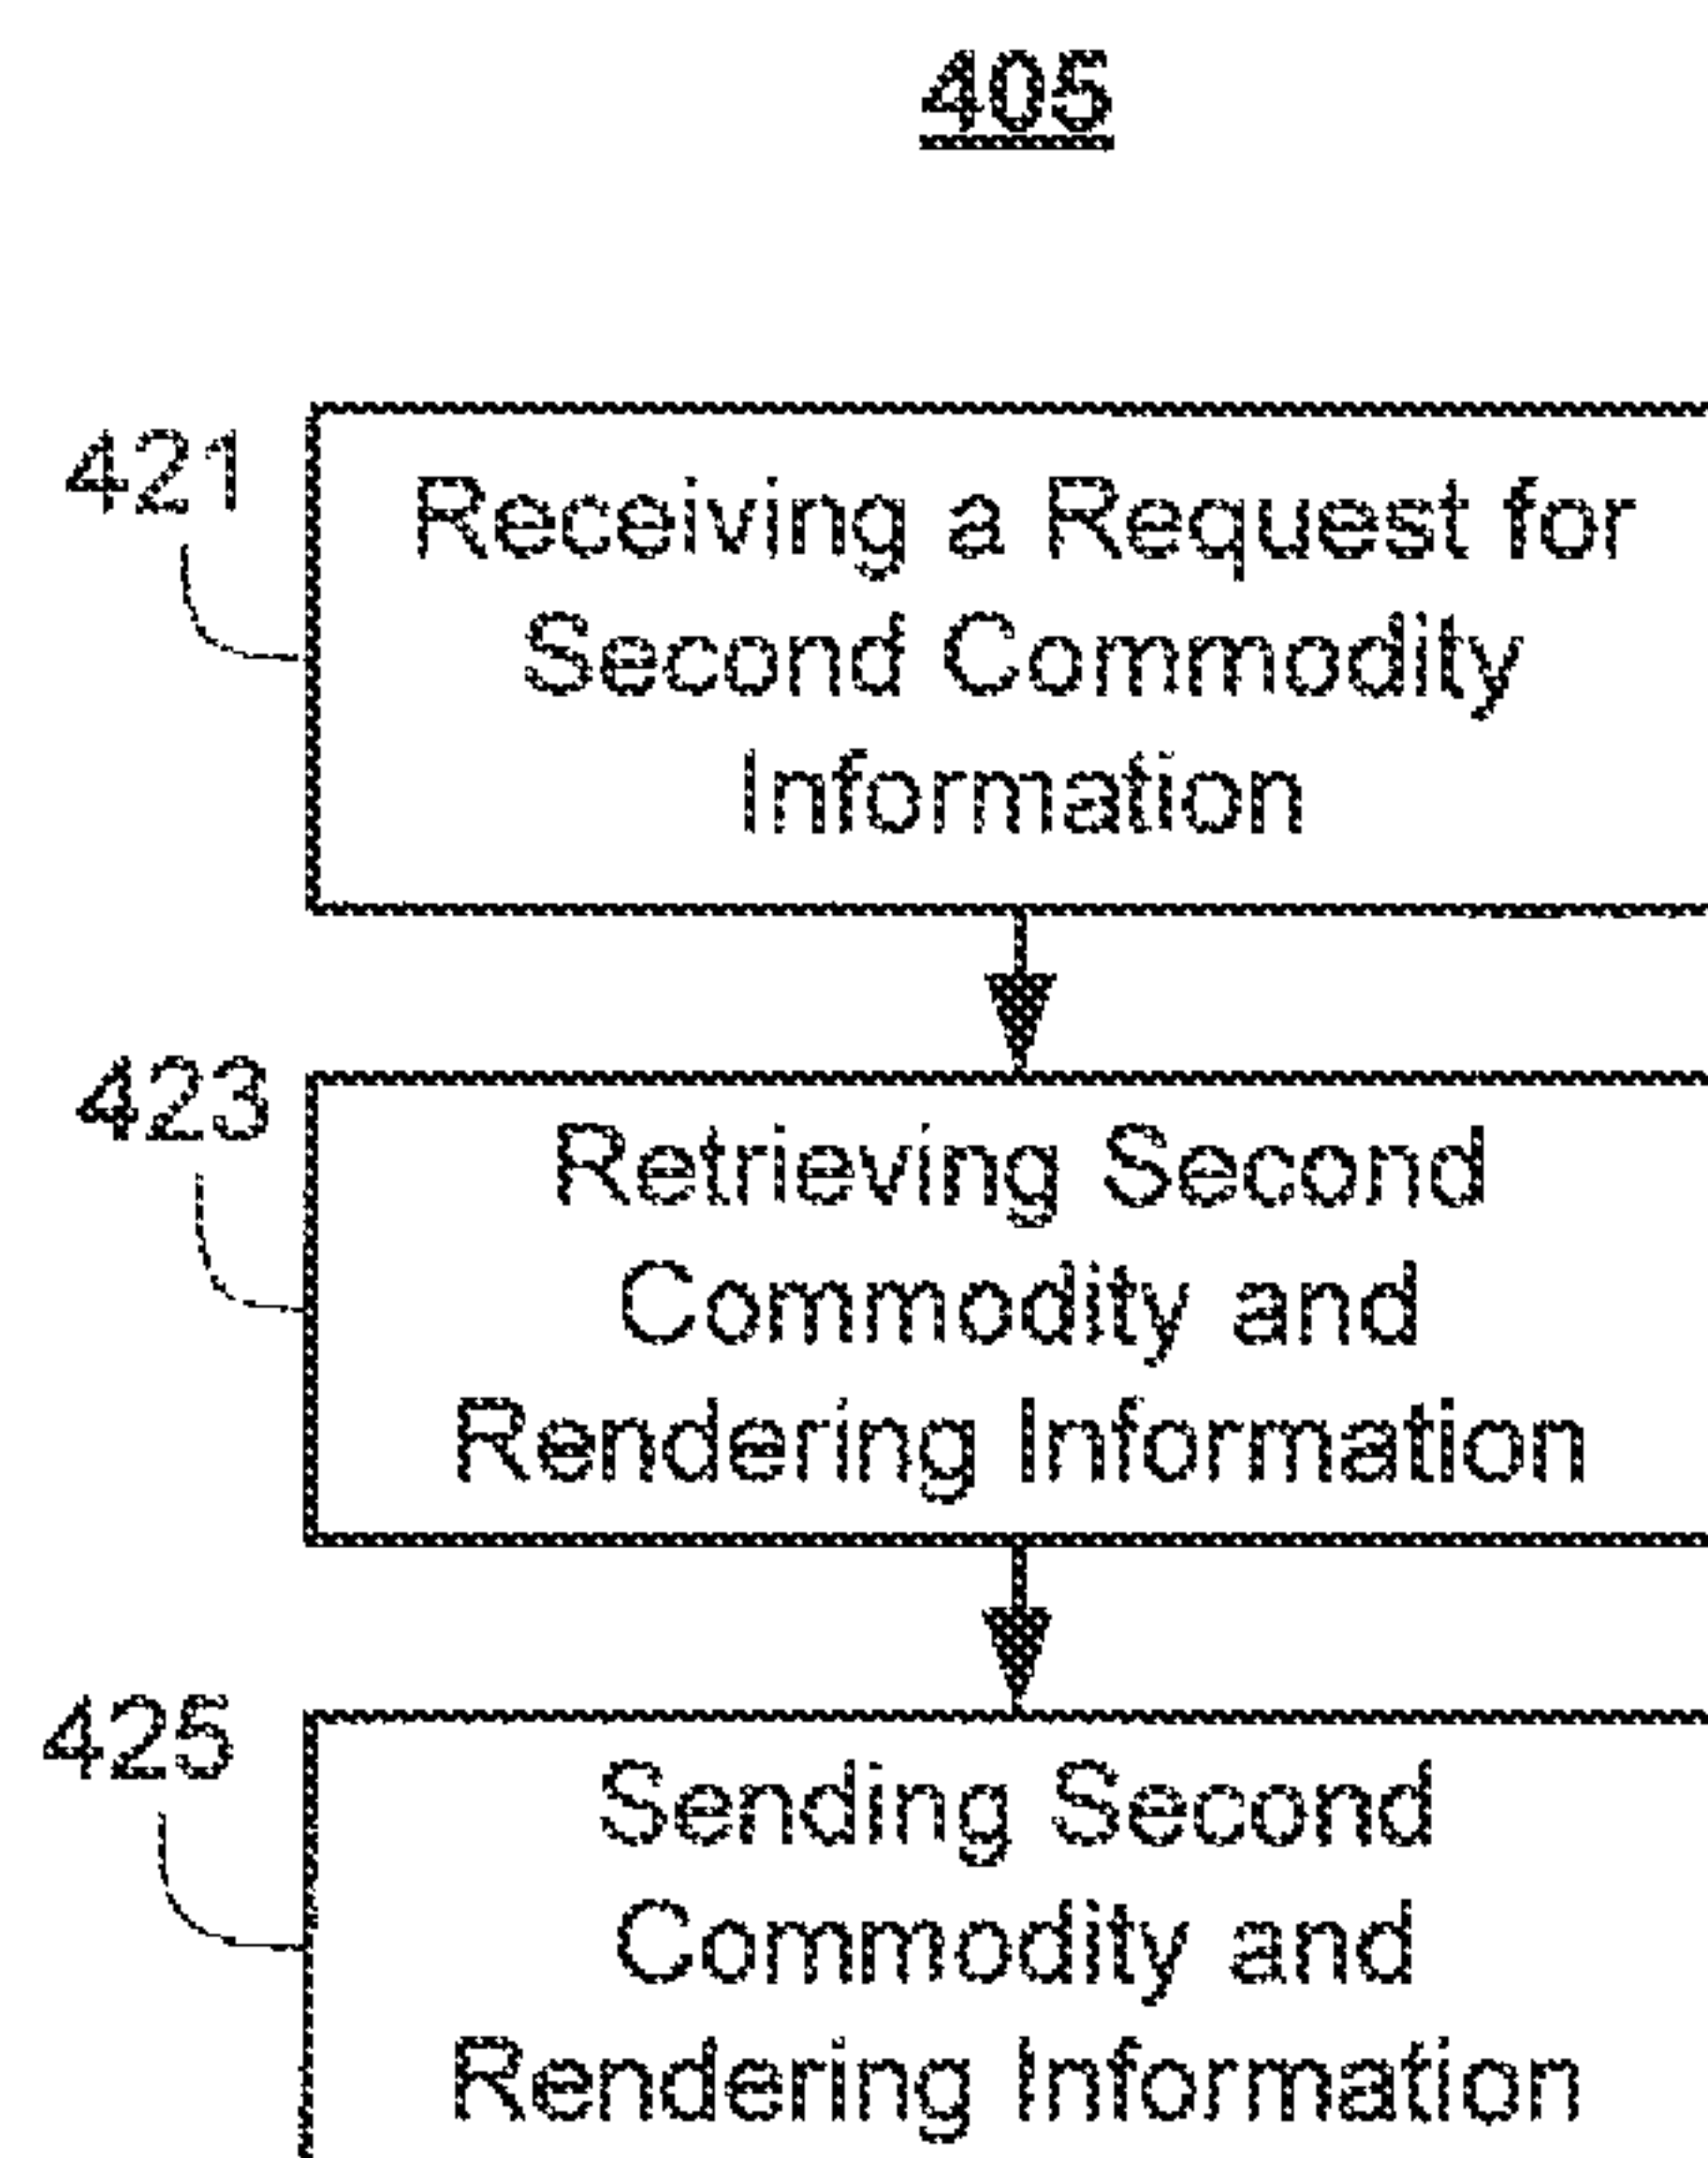 405
421
Receiving a Request for
Second Commodity
Information
423
Retrieving Second
Commodity and
Rendering Information
425
Sending Second
Commodity and
Rendering Information